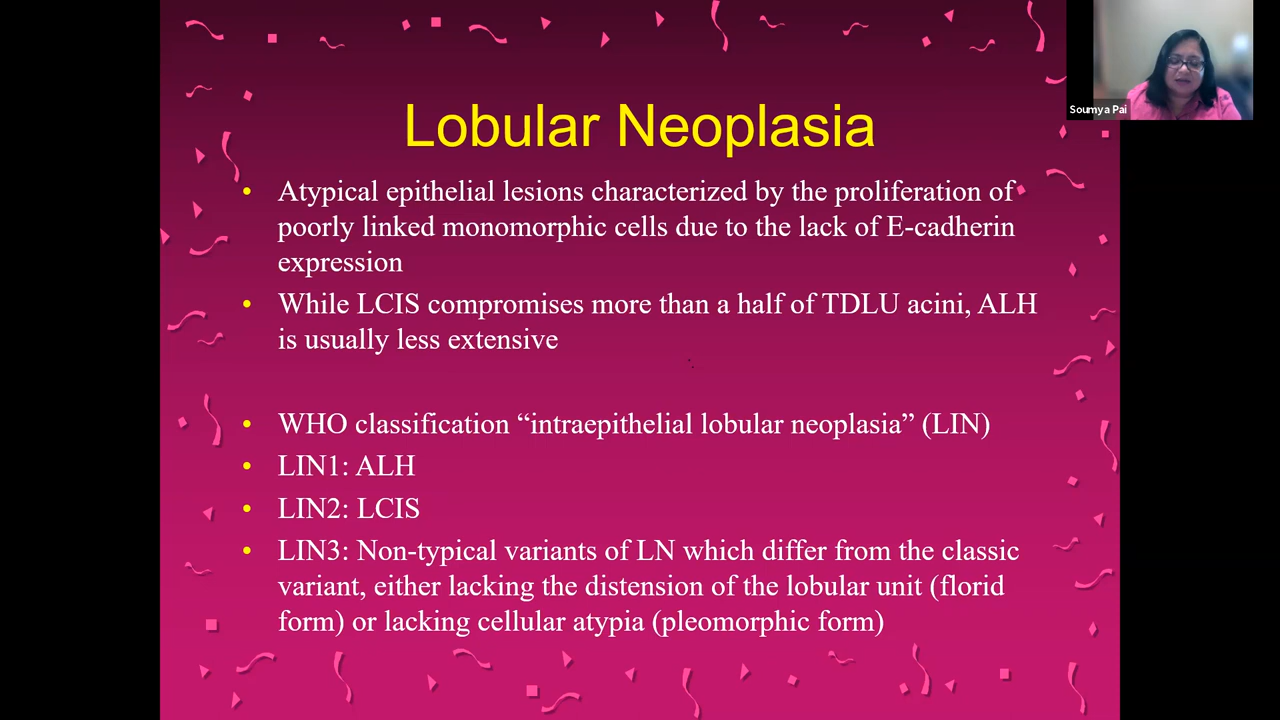 Soumya Pai
Lobular Neoplasia
• Atypical epithelial lesions characterized by the proliferation of
poorly linked monomorphic cells due to the lack of E-cadherin
expression
• While LCIS compromises more than a half of TDLU acini, ALH
is usually less extensive
• WHO classification “intraepithelial lobular neoplasia” (LIN)
• LIN1: ALH
• LIN2: LCIS
• LIN3: Non-typical variants of LN which differ from the classic
variant, either lacking the distension of the lobular unit (florid
form) or lacking cellular atypia (pleomorphic form)